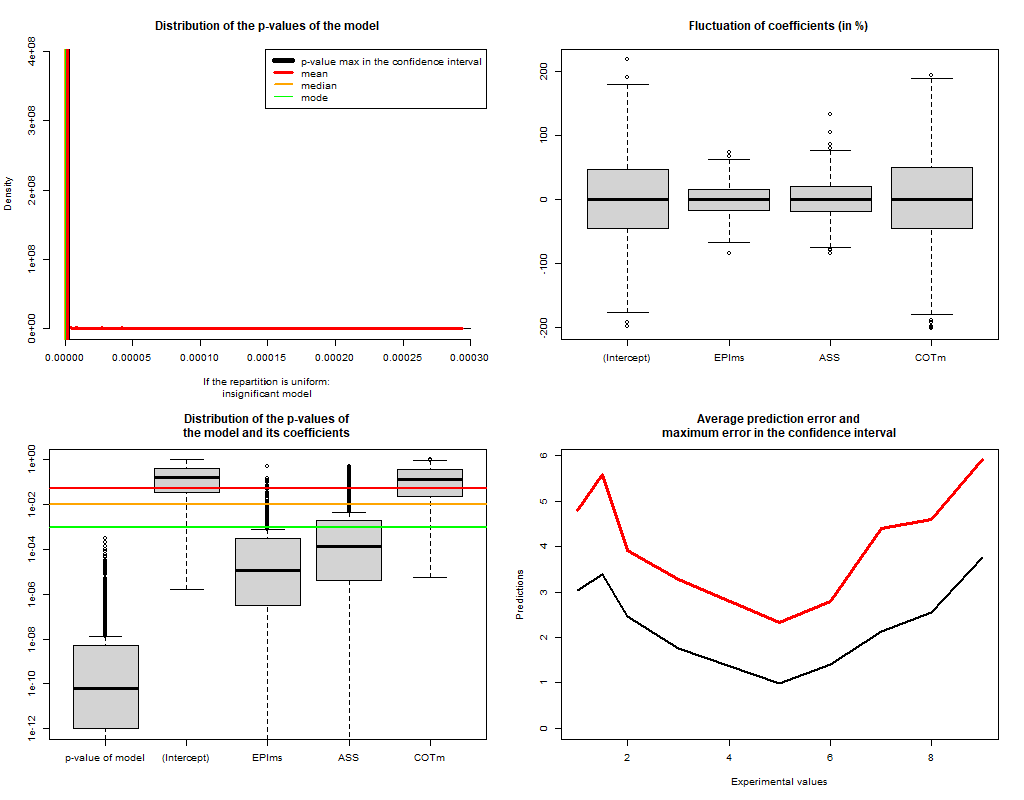 Distribution of the p-values of the model
4e+08
3e+08
2e+08
1e+08
0e+00
Density
p-value max in the confidence interval
mean
median
mode
0.00000 0.00005 0.00010 0.00015 0.00020 0.00025 0.00030
If the repartition is uniform:
insignificant model
Fluctuation of coefficients (in %)
200
100
0
-100
-200
(Intercept) EPIms ASS COTm
Distribution of the p-values of
the model and its coefficients
1e+00
1e-02
1e-04
1e-06
1e-08
1e-10
1e-12
p-value of model (Intercept) EPIms ASS COTm
Average prediction error and
maximum error in the confidence interval
6
5
4
3
2
1
0
Predictions
2 4 6 8
Experimental values